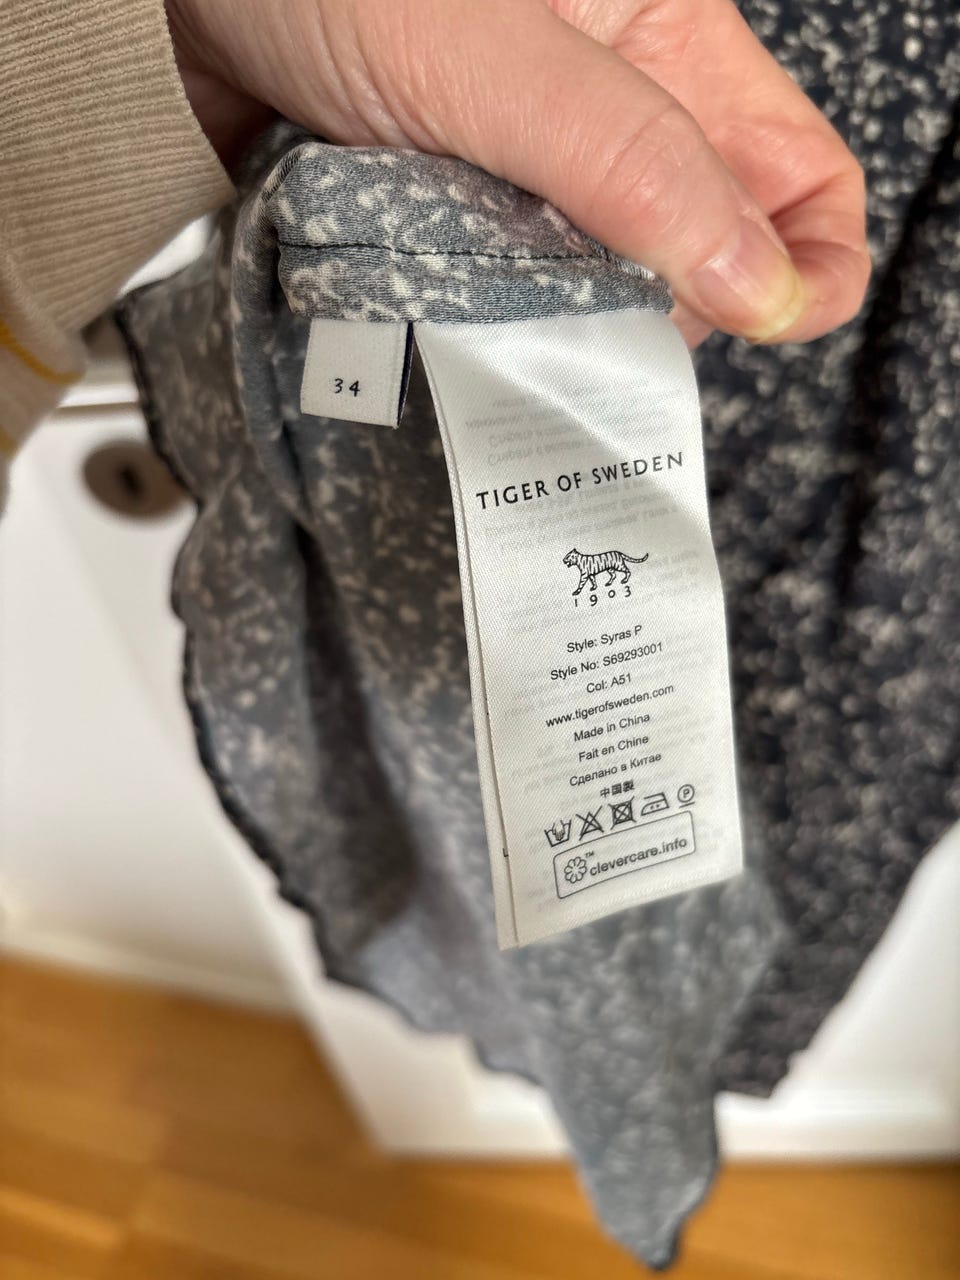 34
TIGER OF SWEDEN
1903
Style: Syras P
Style No: S69293001
Col: A51
www.tigerofsweden.com
Made in China
Fait en Chine
Сделано в Китае
中国製
P
™
clevercare.info